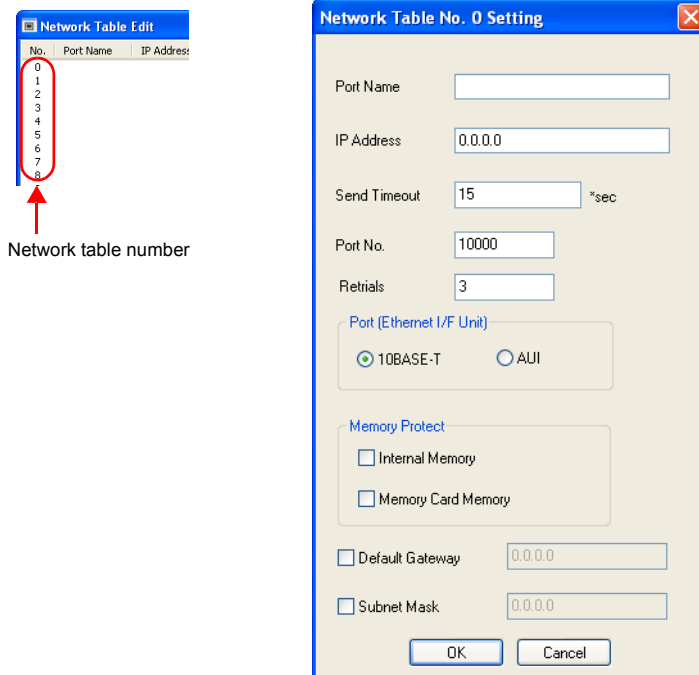 Network Table Edit
No. Port Name IP Address
0
1
2
3
4
5
6
7
8
Network table number
Network Table No. 0 Setting
Port Name
IP Address 0.0.0.0
Send Timeout 15 *sec
Port No. 10000
Retrials 3
Port (Ethernet I/F Unit)
10BASE-T AUI
Memory Protect
Internal Memory
Memory Card Memory
Default Gateway 0.0.0.0
Subnet Mask 0.0.0.0
OK Cancel